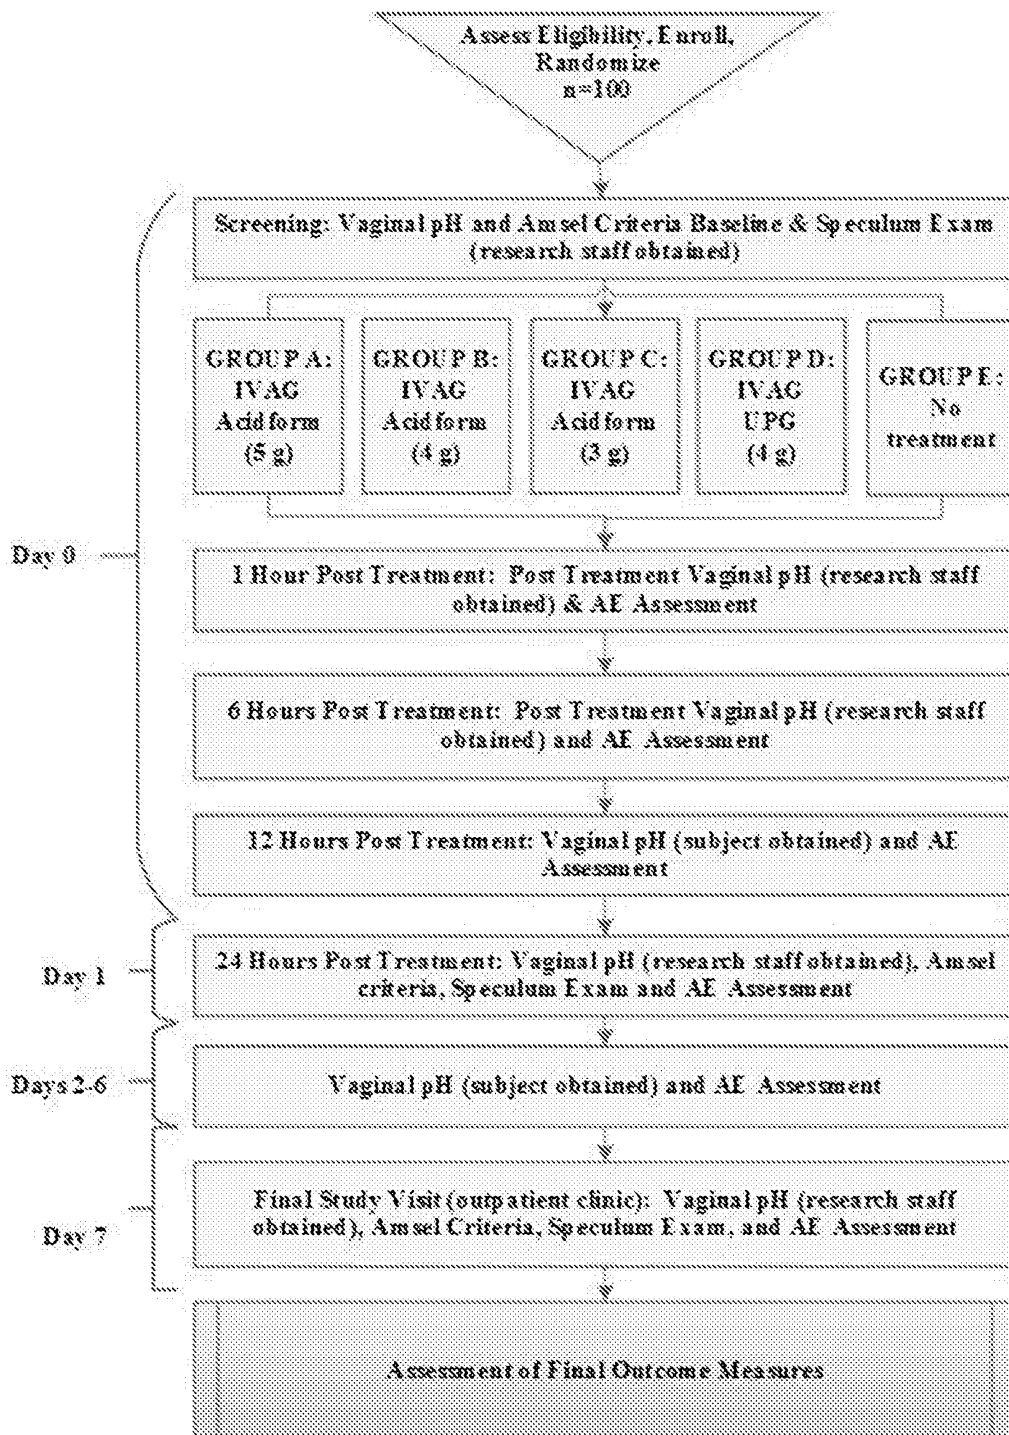 Assess Eligibility, Enroll,
Randomize
n=100
Screening: Vaginal pH and Amsel Criteria Baseline & Speculum Exam
(research staff obtained)
GROUP A:
IVAG
Acidform
(5 g)
GROUP B:
IVAG
Acidform
(4 g)
GROUP C:
IVAG
Acidform
(3 g)
GROUP D:
IVAG
UPG
(4 g)
GROUP E:
No
treatment
Day 0
1 Hour Post Treatment: Post Treatment Vaginal pH (research staff
obtained) & AE Assessment
6 Hours Post Treatment: Post Treatment Vaginal pH (research staff
obtained) and AE Assessment
12 Hours Post Treatment: Vaginal pH (subject obtained) and AE
Assessment
Day 1
24 Hours Post Treatment: Vaginal pH (research staff obtained), Amsel
criteria, Speculum Exam and AE Assessment
Days 2-6
Vaginal pH (subject obtained) and AE Assessment
Day 7
Final Study Visit (outpatient clinic): Vaginal pH (research staff
obtained), Amsel Criteria, Speculum Exam, and AE Assessment
Assessment of Final Outcome Measures